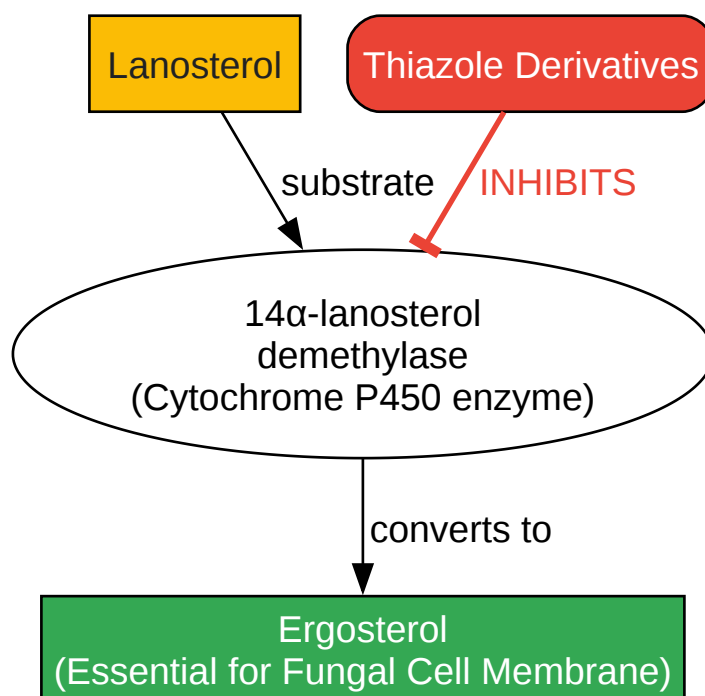 Lanosterol
Thiazole Derivatives
substrate
INHIBITS
14α-lanosterol
demethylase
(Cytochrome P450 enzyme)
converts to
Ergosterol
(Essential for Fungal Cell Membrane)